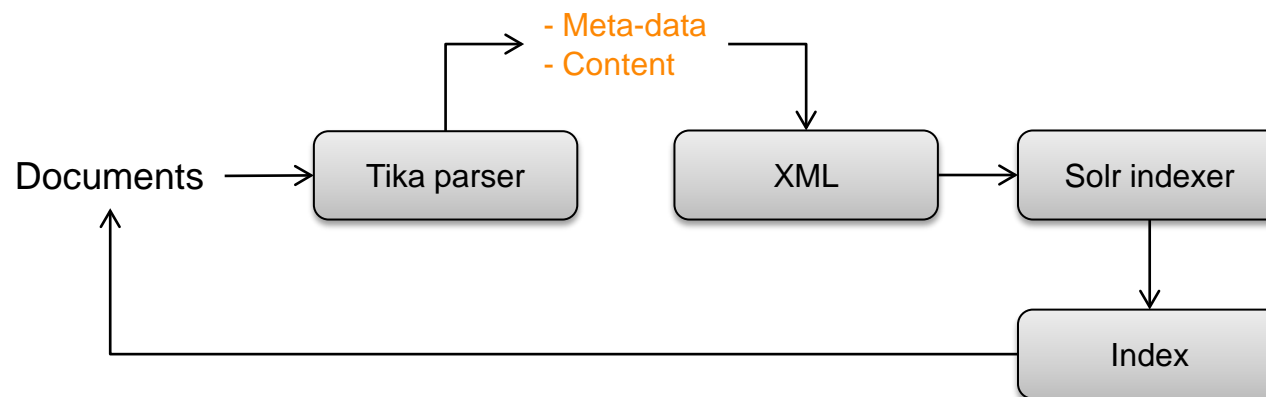 - Meta-data
- Content
Documents
Tika parser
XML
Solr indexer
Index